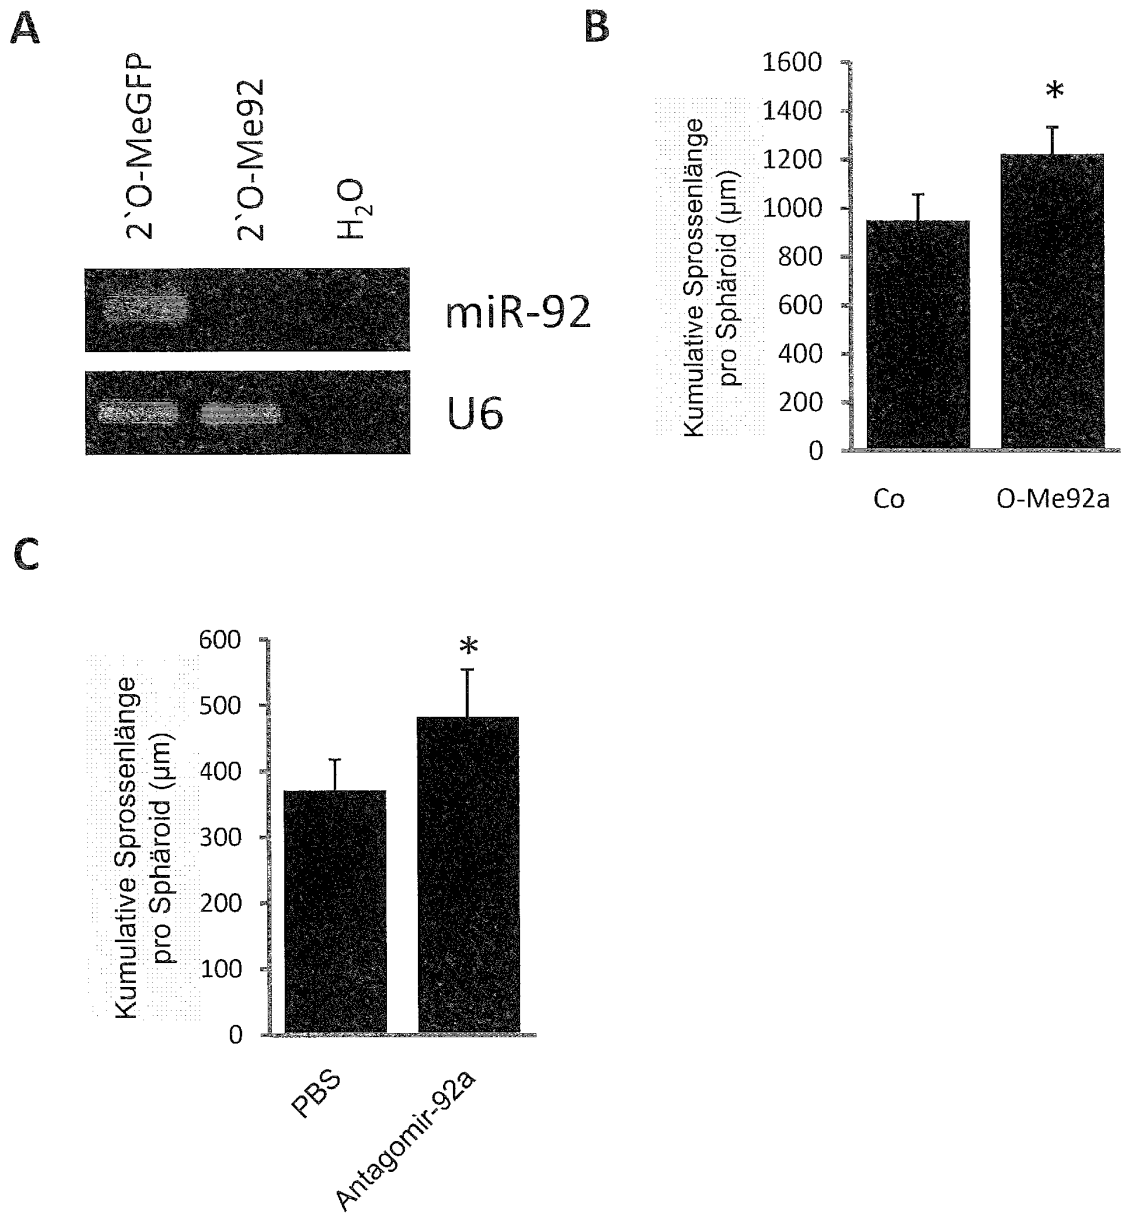 A
2`O-MeGFP
2`O-Me92
H₂O
miR-92
U6
B
Kumulative Sprossenlänge
pro Sphäroid (µm)
1600
1400
1200
1000
800
600
400
200
0
*
Co
O-Me92a
C
Kumulative Sprossenlänge
pro Sphäroid (µm)
600
500
400
300
200
100
0
*
PBS
Antagomir-92a